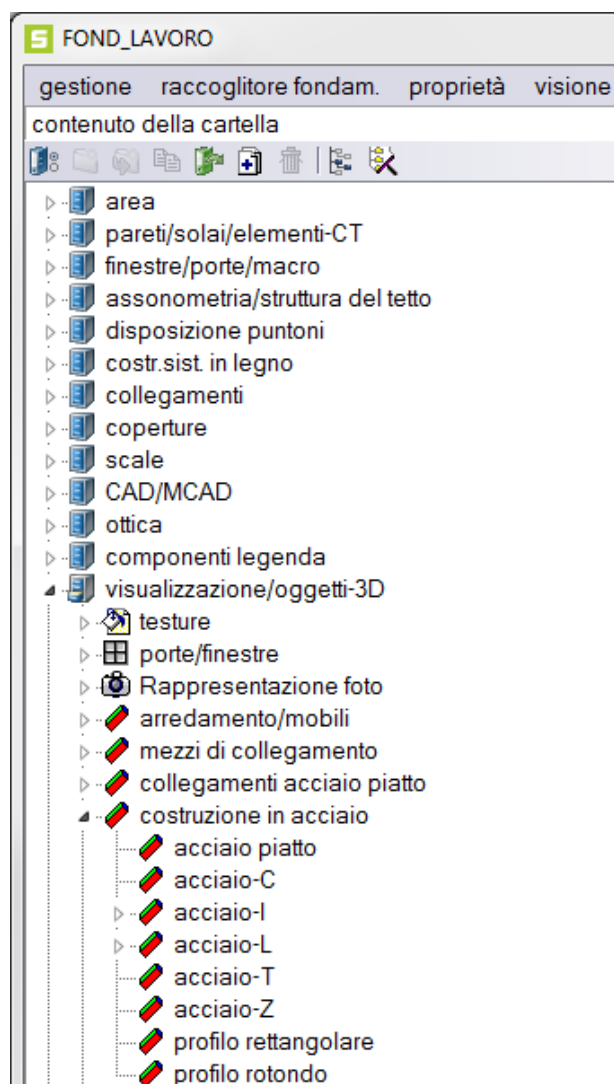 FOND_LAVORO
gestione raccoglitore fondam. proprietà visione
contenuto della cartella
area
pareti/solai/elementi-CT
finestre/porte/macro
assonometria/struttura del tetto
disposizione puntoni
costr.sist. in legno
collegamenti
coperture
scale
CAD/MCAD
ottica
componenti legenda
visualizzazione/oggetti-3D
testure
porte/finestre
Rappresentazione foto
arredamento/mobili
mezzi di collegamento
collegamenti acciaio piatto
costruzione in acciaio
acciaio piatto
acciaio-C
acciaio-I
acciaio-L
acciaio-T
acciaio-Z
profilo rettangolare
profilo rotondo